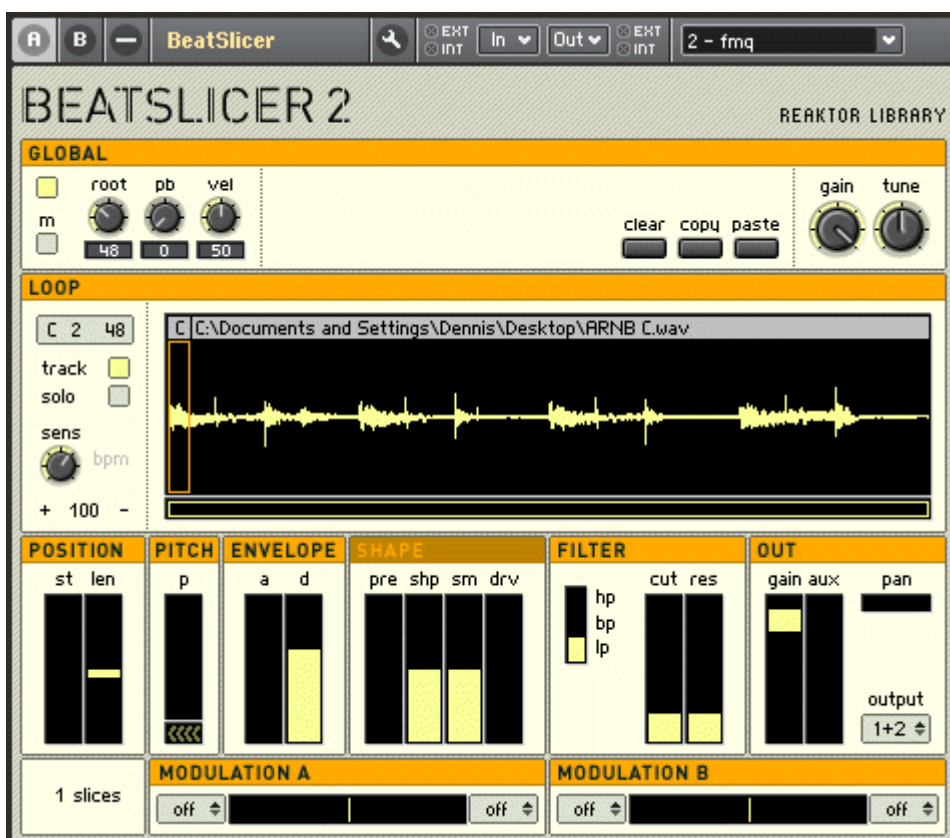 A B BeatSlicer EXT INT In Out EXT INT 2 - fmq
BEATSLICER 2
REAKTOR LIBRARY
GLOBAL
root pb vel gain tune
m clear copy paste
48 0 50
LOOP
C 2 48 C C:\Documents and Settings\Dennis\Desktop\ARNB C.wav
track
solo
sens
bpm
+ 100 -
POSITION PITCH ENVELOPE SHAPE FILTER OUT
st len p a d pre shp sm drv cut res gain aux pan
hp
bp
lp
output
1+2
1 slices
MODULATION A MODULATION B
off off off off